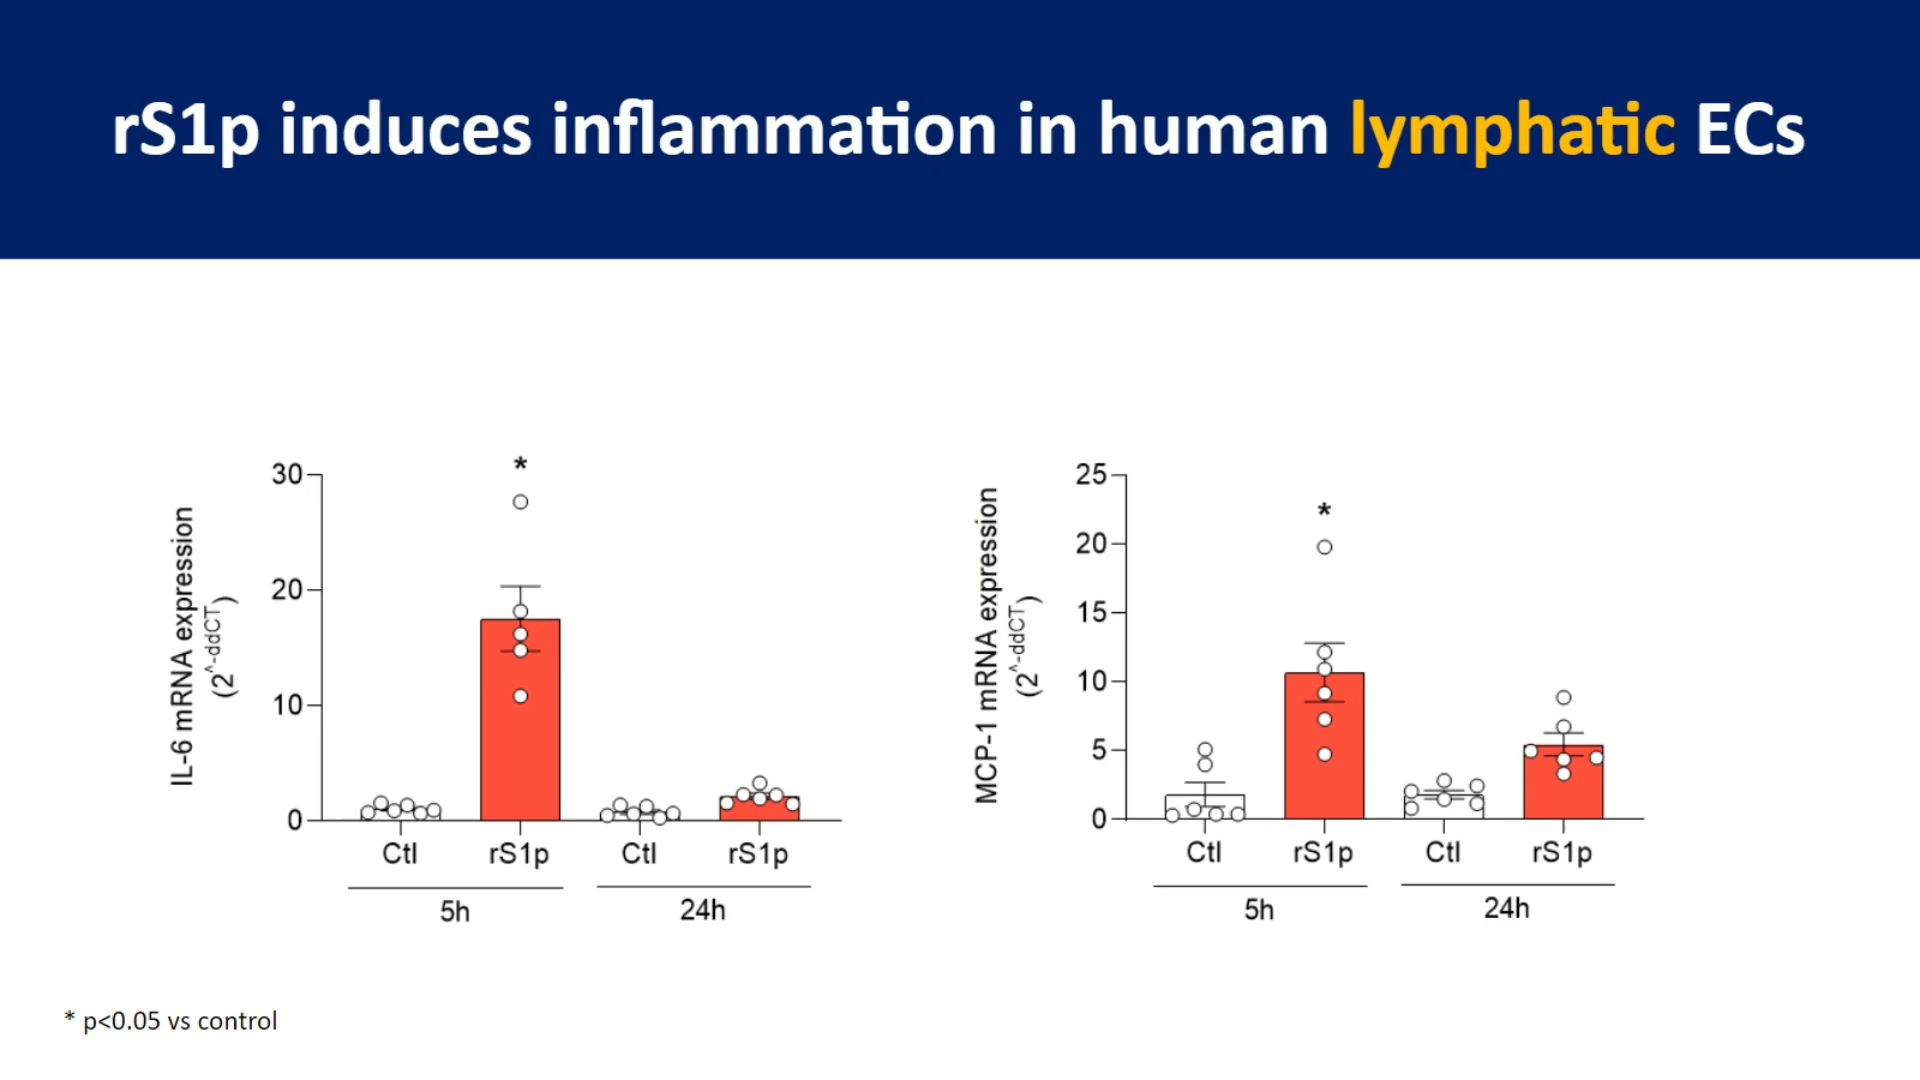 rS1p induces inflammation in human lymphatic ECs
IL-6 mRNA expression
(2^-ddCT)
30
20
10
0
*
Ctl rS1p Ctl rS1p
5h 24h
MCP-1 mRNA expression
(2^-ddCT)
25
20
15
10
5
0
*
Ctl rS1p Ctl rS1p
5h 24h
* p<0.05 vs control